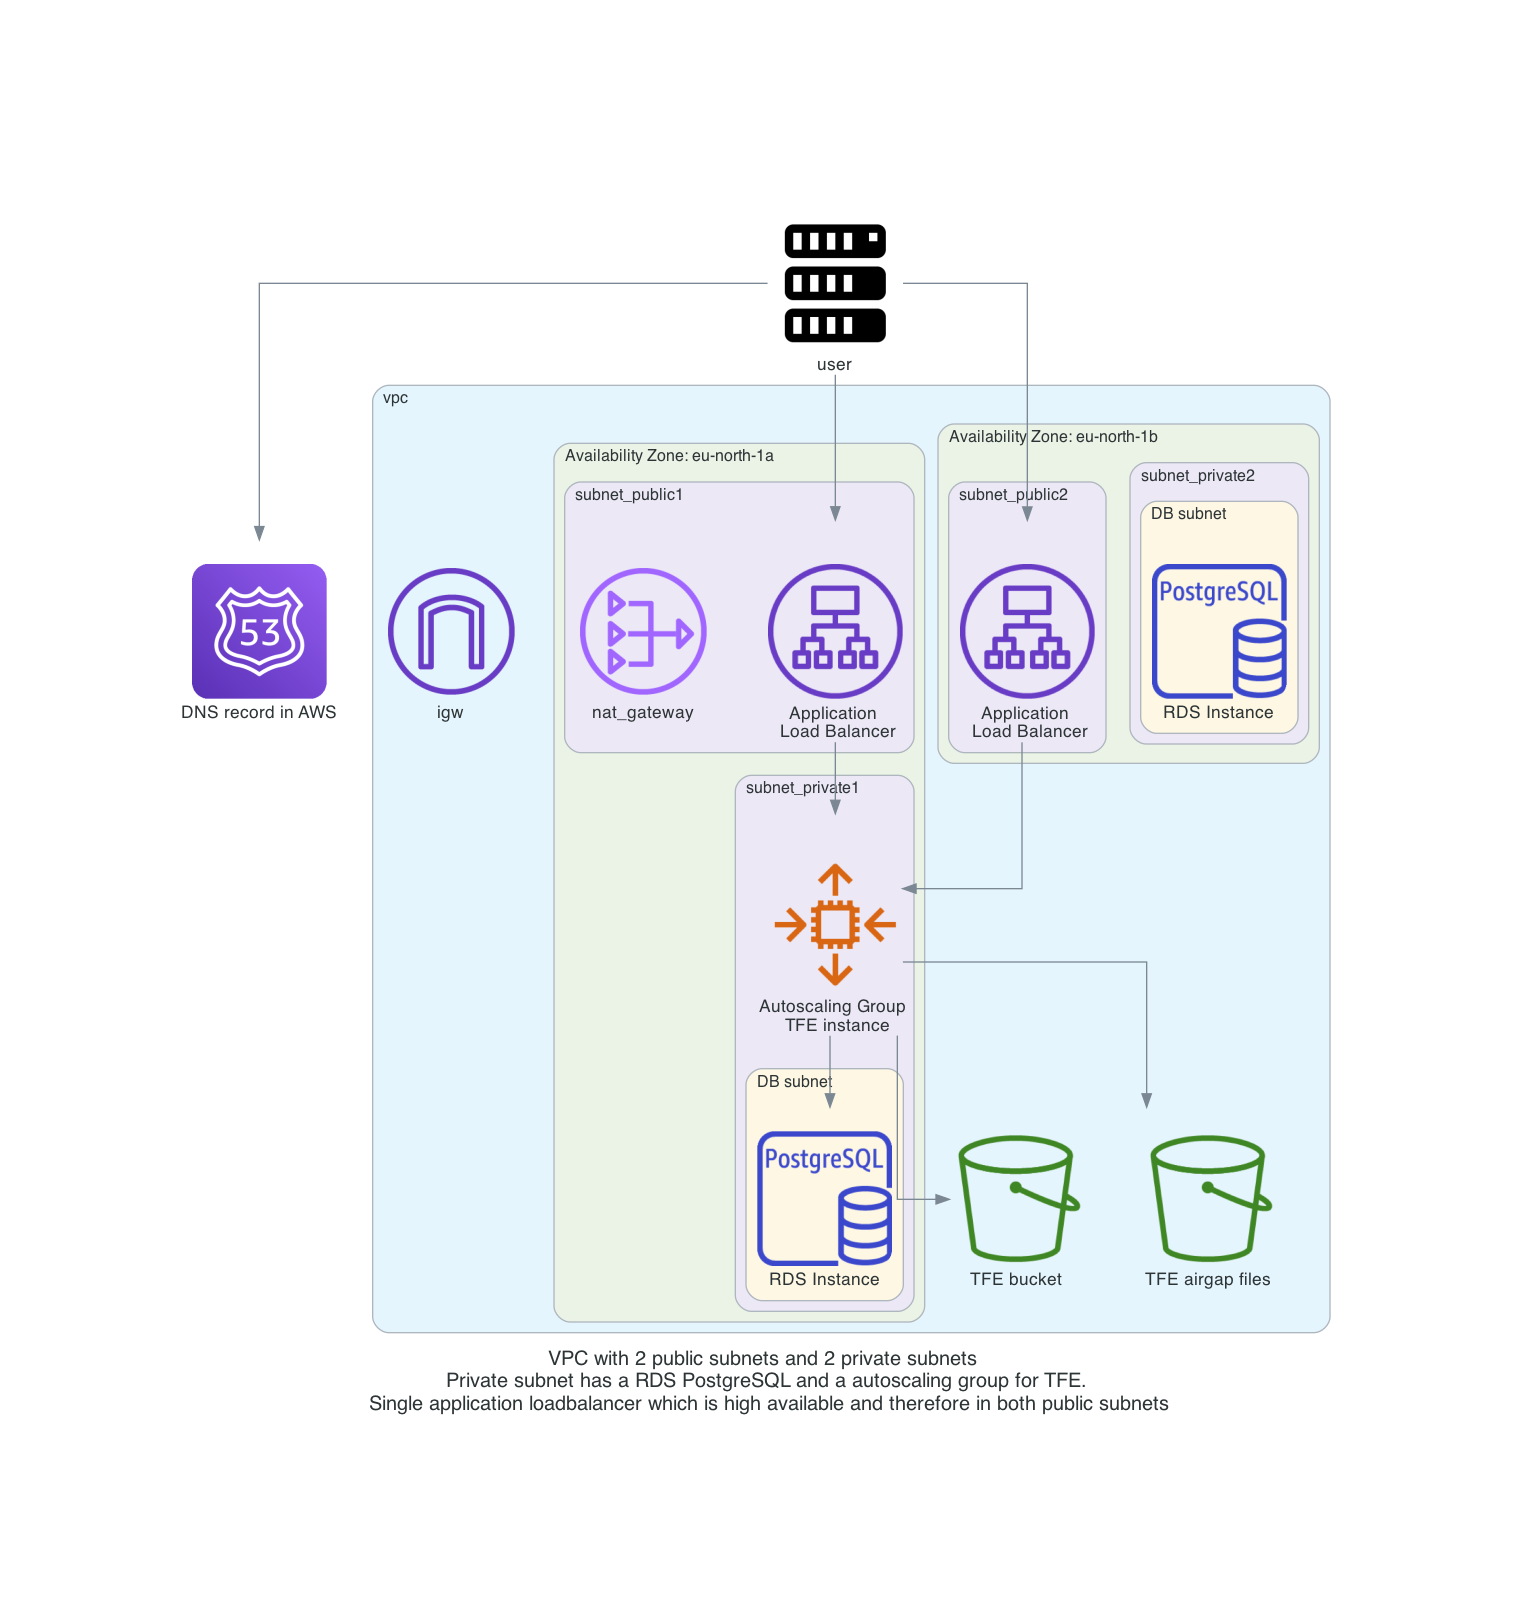 user
vpc
Availability Zone: eu-north-1b
Availability Zone: eu-north-1a
subnet_private2
subnet_public1
subnet_public2
DB subnet
PostgreSQL
53
DNS record in AWS
igw
nat_gateway
Application
Load Balancer
Application
Load Balancer
RDS Instance
subnet_private1
Autoscaling Group
TFE instance
DB subnet
PostgreSQL
RDS Instance
TFE bucket
TFE airgap files
VPC with 2 public subnets and 2 private subnets
Private subnet has a RDS PostgreSQL and a autoscaling group for TFE.
Single application loadbalancer which is high available and therefore in both public subnets